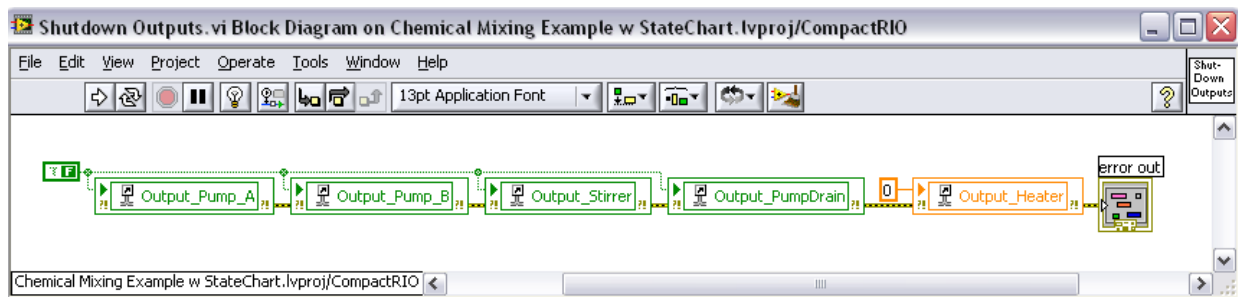 Shutdown Outputs.vi Block Diagram on Chemical Mixing Example w StateChart.lvproj/CompactRIO
File Edit View Project Operate Tools Window Help
Shut-
Down
Outputs
13pt Application Font
?
error out
? F
Output_Pump_A
Output_Pump_B
Output_Stirrer
Output_PumpDrain
0
Output_Heater
?!
Chemical Mixing Example w StateChart.lvproj/CompactRIO